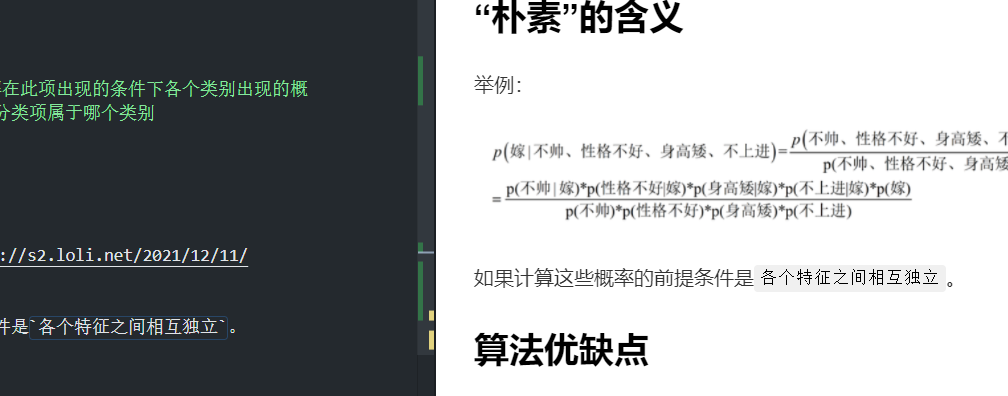 在此项出现的条件下各个类别出现的概
分类项属于哪个类别
://s2.loli.net/2021/12/11/
件是`各个特征之间相互独立`。
“朴素”的含义
举例：
p(嫁|不帅、性格不好、身高矮、不上进)=p(不帅、性格不好、身高矮、不
p(不帅、性格不好、身高矮
=p(不帅|嫁)*p(性格不好|嫁)*p(身高矮|嫁)*p(不上进|嫁)*p(嫁)
p(不帅)*p(性格不好)*p(身高矮)*p(不上进)
如果计算这些概率的前提条件是各个特征之间相互独立。
算法优缺点